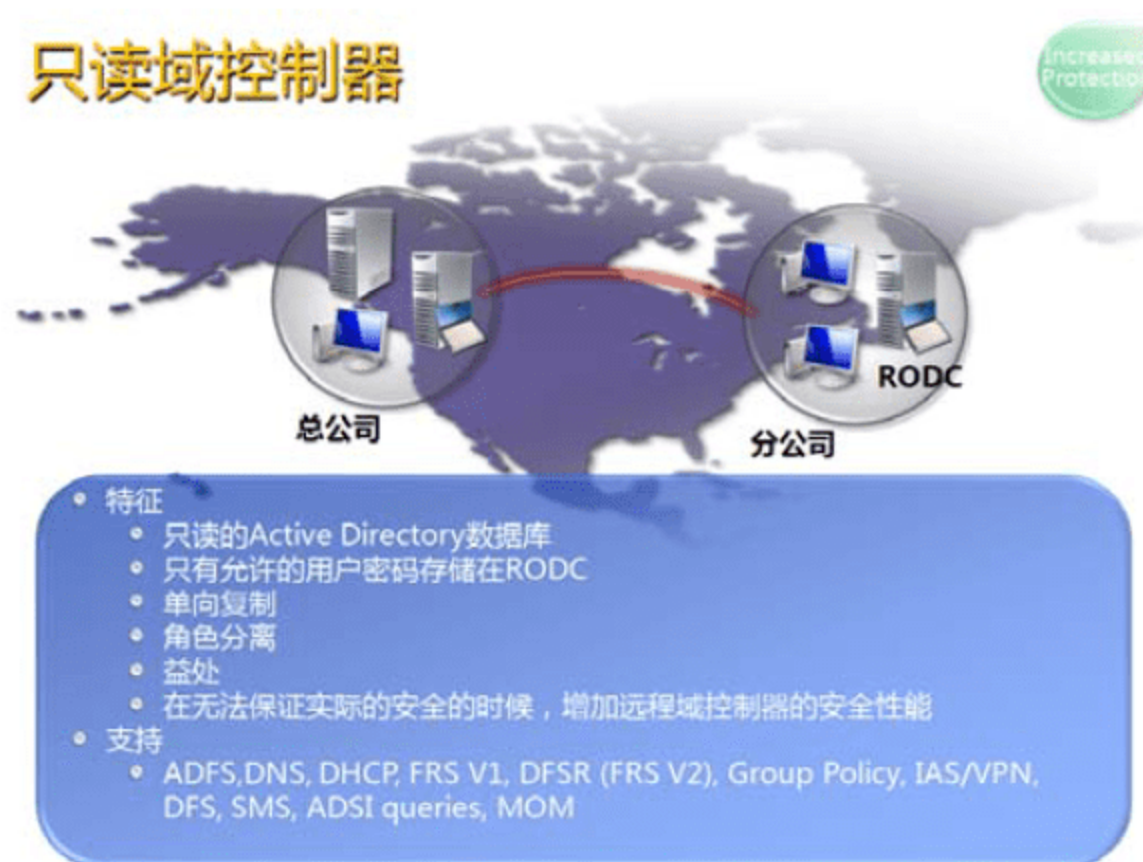 只读域控制器
Increased
Protection
RODC
总公司
分公司
特征
只读的Active Directory数据库
只有允许的用户密码存储在RODC
单向复制
角色分离
益处
在无法保证实际的安全的时候，增加远程域控制器的安全性能
支持
ADFS,DNS, DHCP, FRS V1, DFSR (FRS V2), Group Policy, IAS/VPN,
DFS, SMS, ADSI queries, MOM